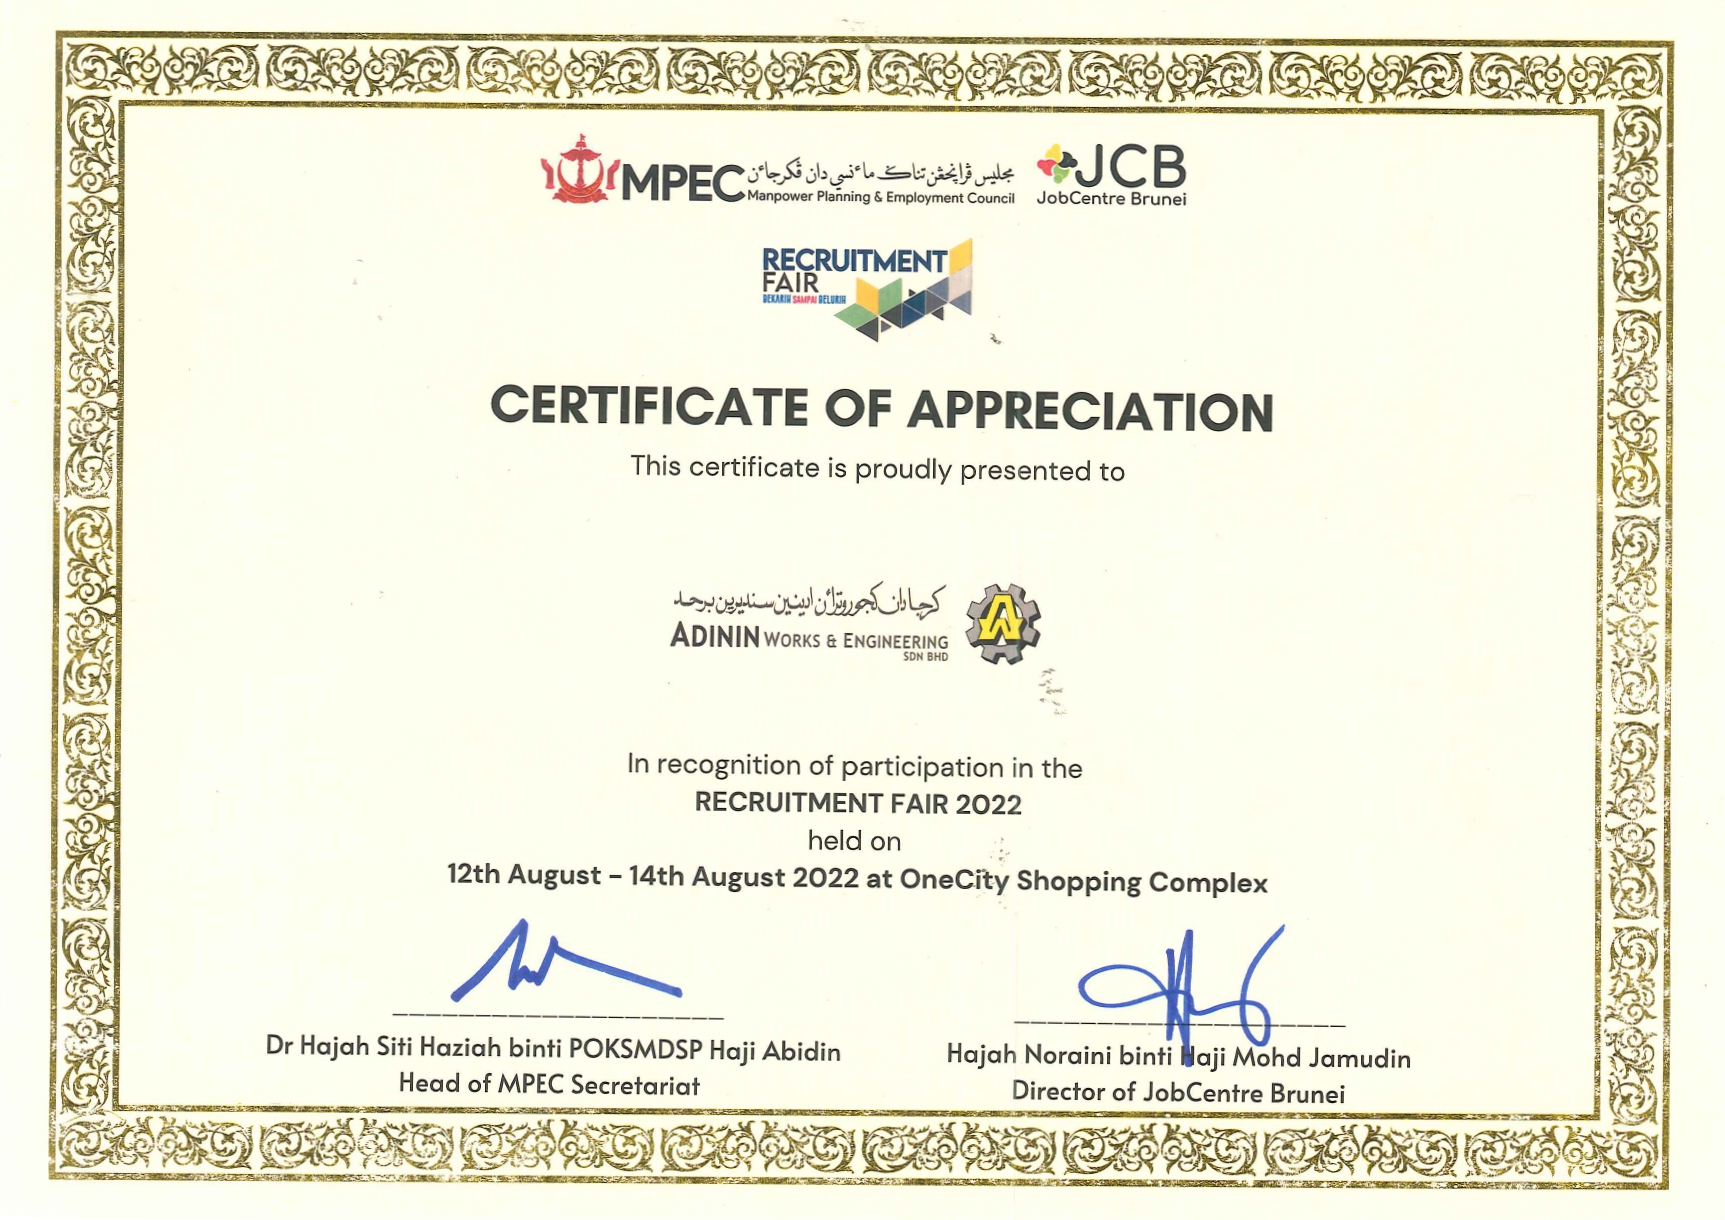 MPEC
مجليس ڤرانچڠن تناݢ مأنسي دان ڤكرجاءن
Manpower Planning & Employment Council
JCB
JobCentre Brunei
RECRUITMENT
FAIR
BEKARIH SAMPAI BELURIH
CERTIFICATE OF APPRECIATION
This certificate is proudly presented to
ADININ WORKS & ENGINEERING
SDN BHD
In recognition of participation in the
RECRUITMENT FAIR 2022
held on
12th August – 14th August 2022 at OneCity Shopping Complex
Dr Hajah Siti Haziah binti POKSMDSP Haji Abidin
Head of MPEC Secretariat
Hajah Noraini binti Haji Mohd Jamudin
Director of JobCentre Brunei